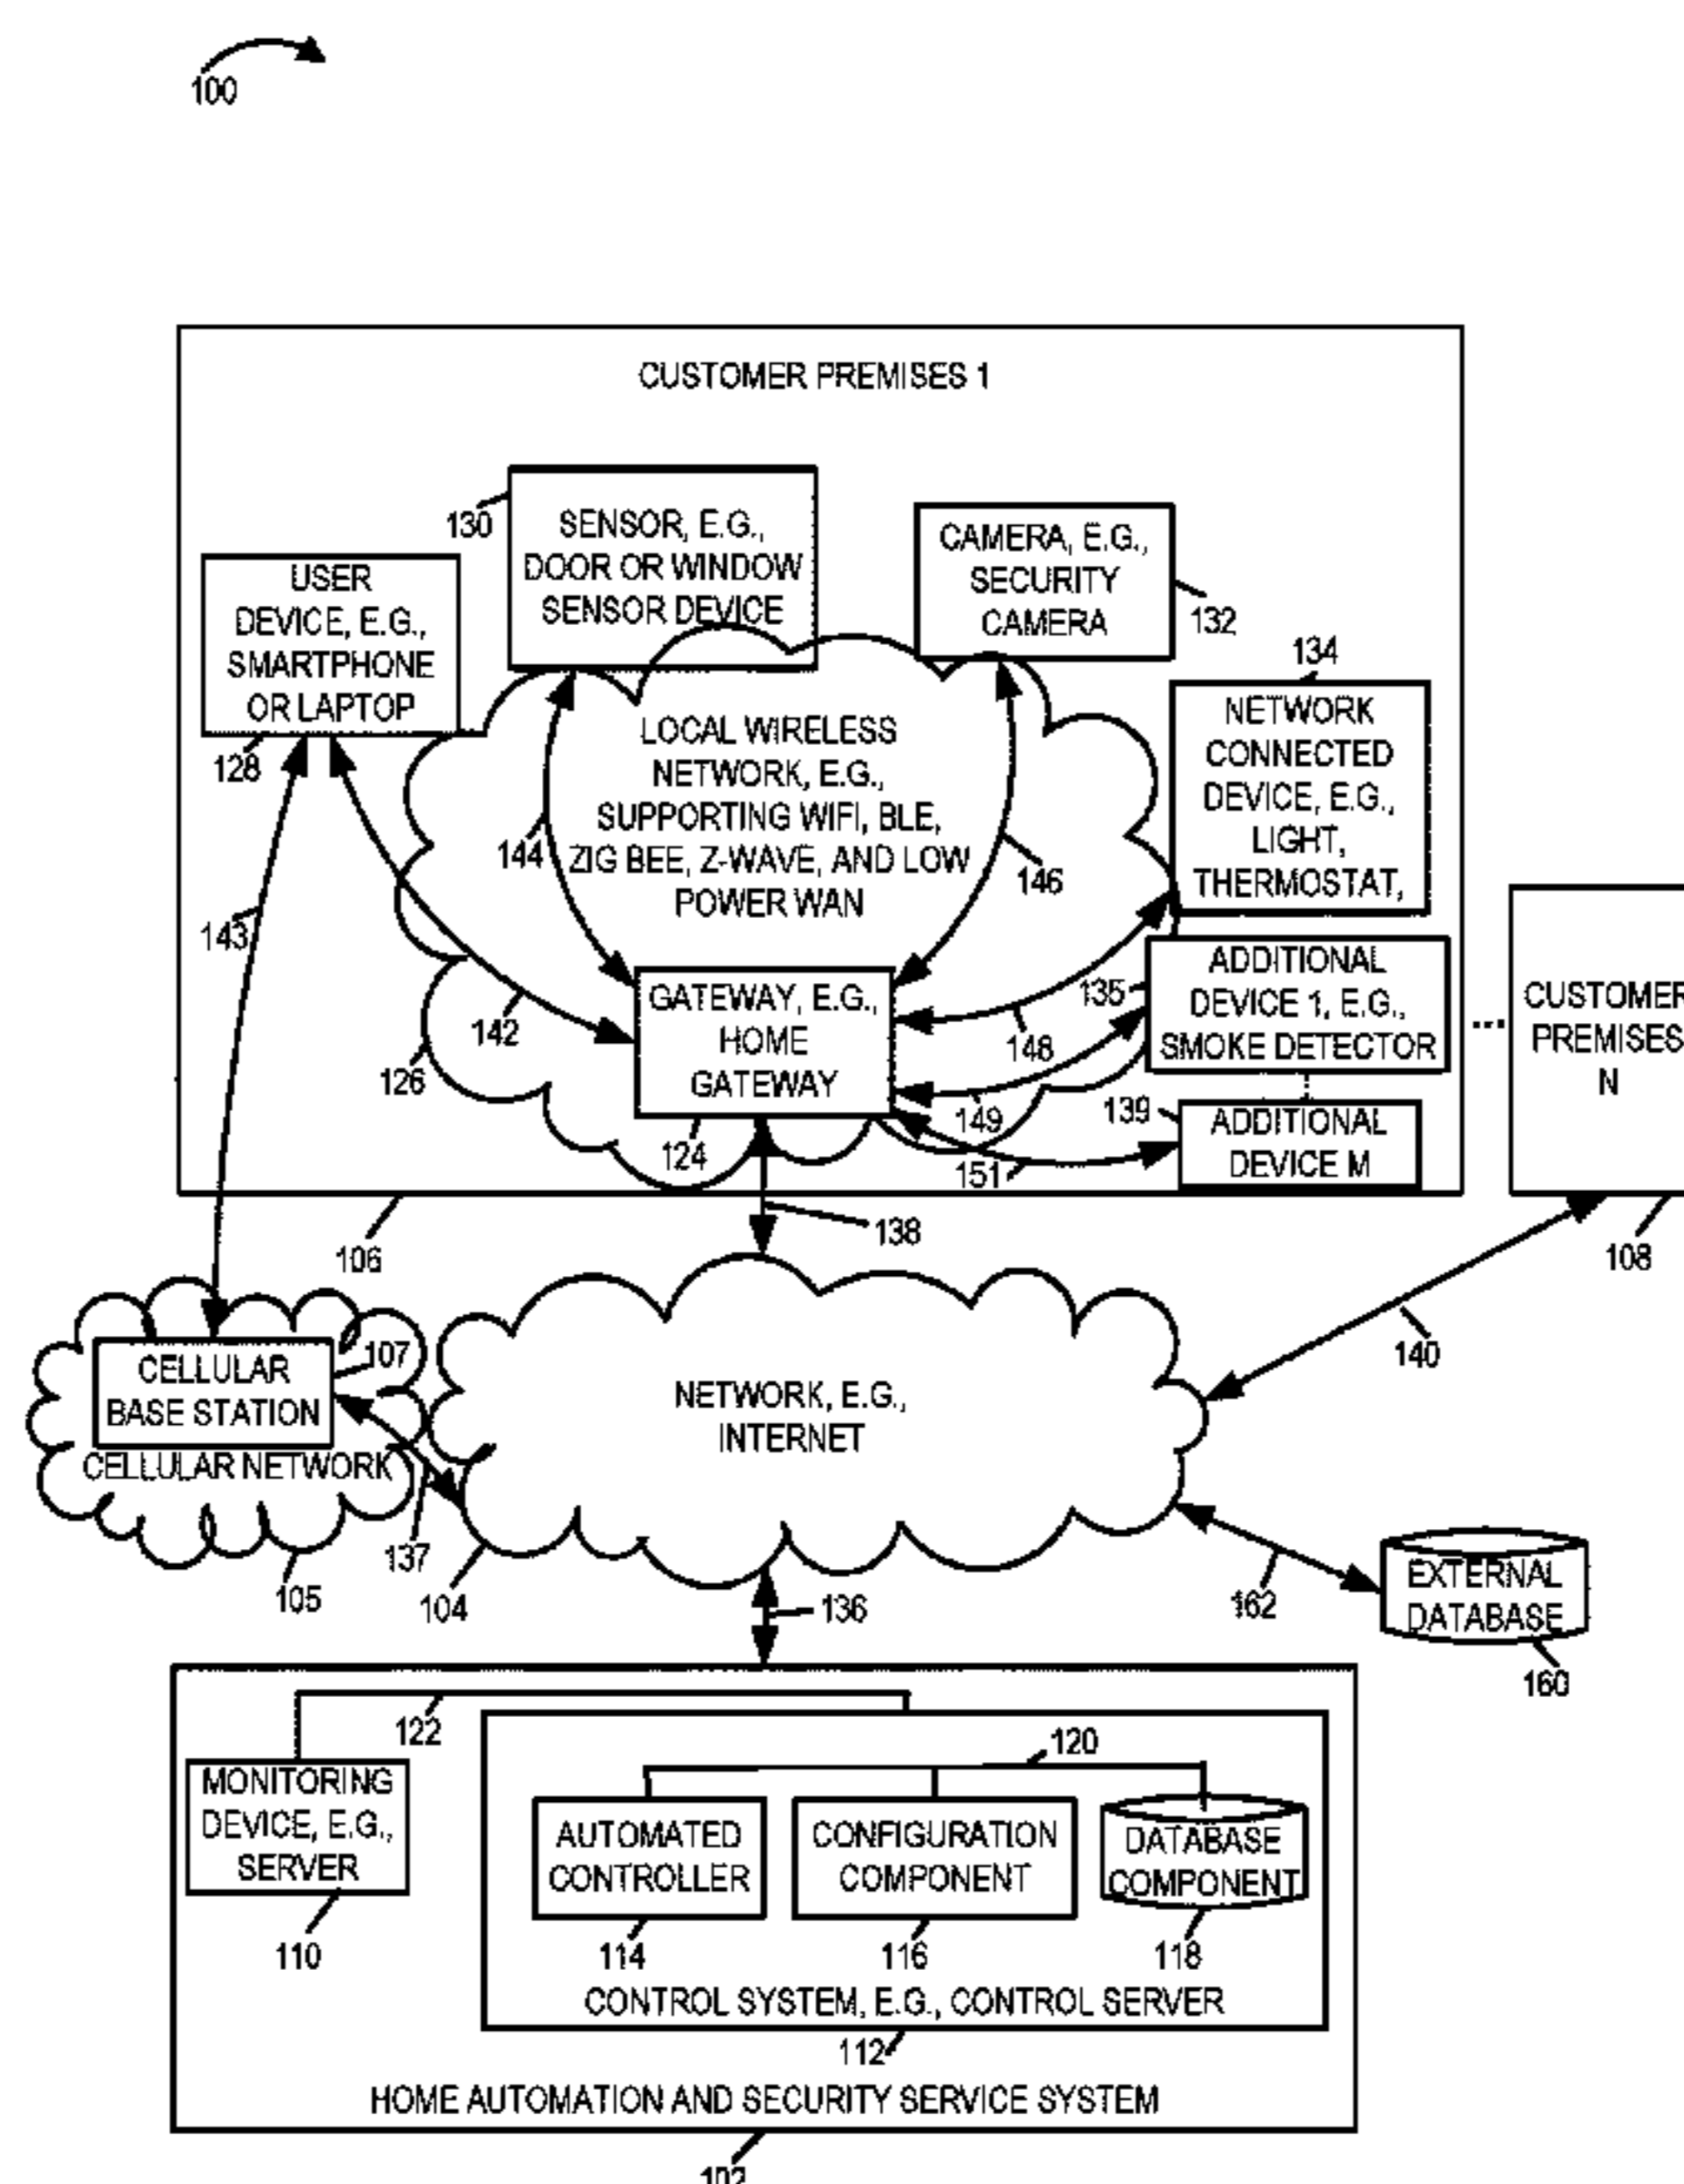 100
CUSTOMER PREMISES 1
130
SENSOR, E.G.,
DOOR OR WINDOW
SENSOR DEVICE
CAMERA, E.G.,
SECURITY
CAMERA
132
USER
DEVICE, E.G.,
SMARTPHONE
OR LAPTOP
128
134
NETWORK
CONNECTED
DEVICE, E.G.,
LIGHT,
THERMOSTAT,
LOCAL WIRELESS
NETWORK, E.G.,
SUPPORTING WIFI, BLE,
ZIG BEE, Z-WAVE, AND LOW
POWER WAN
144
146
143
142
126
GATEWAY, E.G.,
HOME
GATEWAY
124
135
ADDITIONAL
DEVICE 1, E.G.,
SMOKE DETECTOR
148
149
139
ADDITIONAL
DEVICE M
151
...
CUSTOMER
PREMISES
N
108
106
138
140
107
CELLULAR
BASE STATION
CELLULAR NETWORK
105
137
NETWORK, E.G.,
INTERNET
104
136
162
EXTERNAL
DATABASE
160
122
MONITORING
DEVICE, E.G.,
SERVER
110
120
AUTOMATED
CONTROLLER
114
CONFIGURATION
COMPONENT
116
DATABASE
COMPONENT
118
CONTROL SYSTEM, E.G., CONTROL SERVER
112
HOME AUTOMATION AND SECURITY SERVICE SYSTEM
102